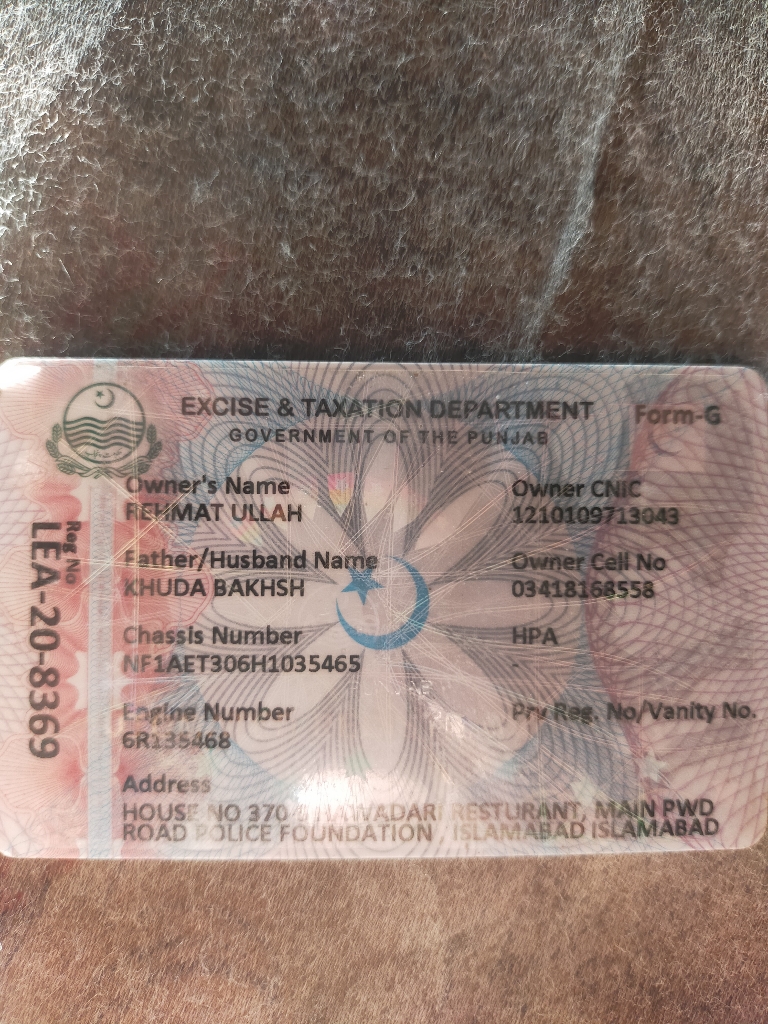 EXCISE & TAXATION DEPARTMENT Form-G
GOVERNMENT OF THE PUNJAB
Reg No
LEA-20-8369
Owner's Name
REHMAT ULLAH
Owner CNIC
1210109713043
Father/Husband Name
KHUDA BAKHSH
Owner Cell No
03418168558
Chassis Number
NF1AET306H1035465
HPA
-
Engine Number
6R135468
Prv Reg. No/Vanity No.
Address
HOUSE NO 370 RESTURANT, MAIN PWD
ROAD POLICE FOUNDATION , ISLAMABAD ISLAMABAD